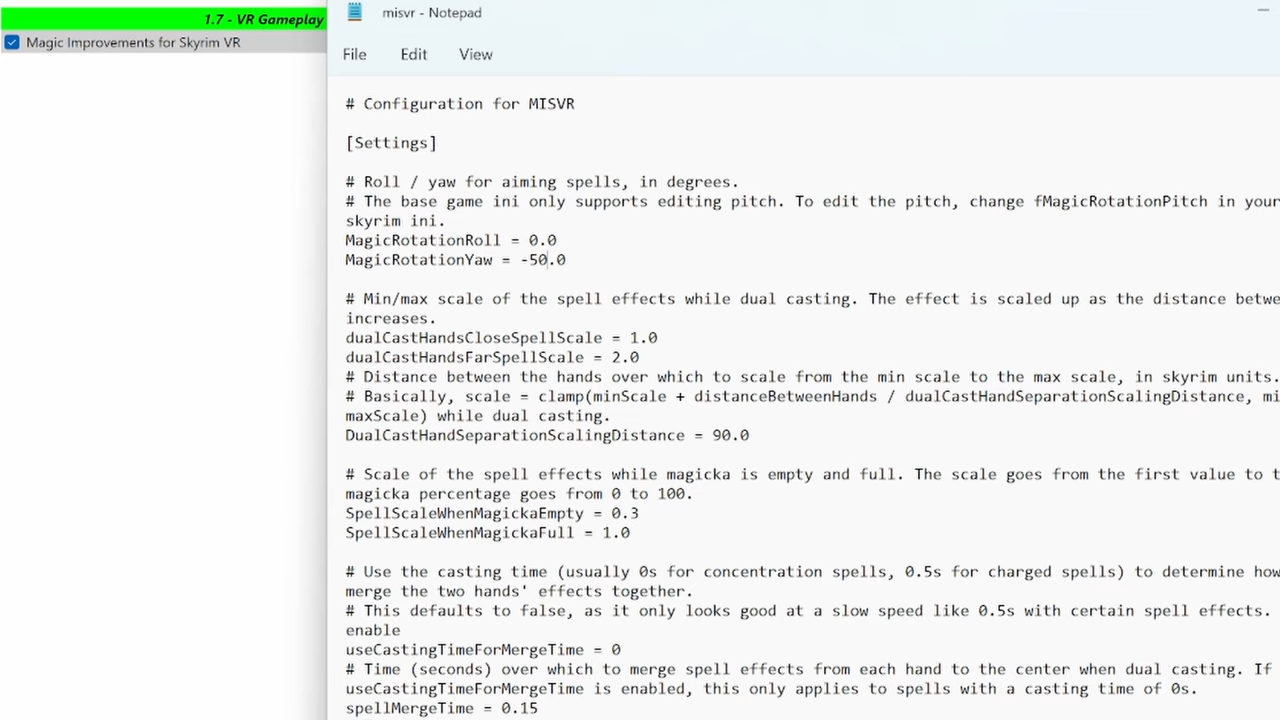 1.7 - VR Gameplay
Magic Improvements for Skyrim VR
misvr - Notepad
File Edit View
# Configuration for MISVR
[Settings]
# Roll / yaw for aiming spells, in degrees.
# The base game ini only supports editing pitch. To edit the pitch, change fMagicRotationPitch in your
skyrim ini.
MagicRotationRoll = 0.0
MagicRotationYaw = -50.0
# Min/max scale of the spell effects while dual casting. The effect is scaled up as the distance betwe
increases.
dualCastHandsCloseSpellScale = 1.0
dualCastHandsFarSpellScale = 2.0
# Distance between the hands over which to scale from the min scale to the max scale, in skyrim units.
# Basically, scale = clamp(minScale + distanceBetweenHands / dualCastHandSeparationScalingDistance, mi
maxScale) while dual casting.
DualCastHandSeparationScalingDistance = 90.0
# Scale of the spell effects while magicka is empty and full. The scale goes from the first value to t
magicka percentage goes from 0 to 100.
SpellScaleWhenMagickaEmpty = 0.3
SpellScaleWhenMagickaFull = 1.0
# Use the casting time (usually 0s for concentration spells, 0.5s for charged spells) to determine how
merge the two hands' effects together.
# This defaults to false, as it only looks good at a slow speed like 0.5s with certain spell effects.
enable
useCastingTimeForMergeTime = 0
# Time (seconds) over which to merge spell effects from each hand to the center when dual casting. If
useCastingTimeForMergeTime is enabled, this only applies to spells with a casting time of 0s.
spellMergeTime = 0.15